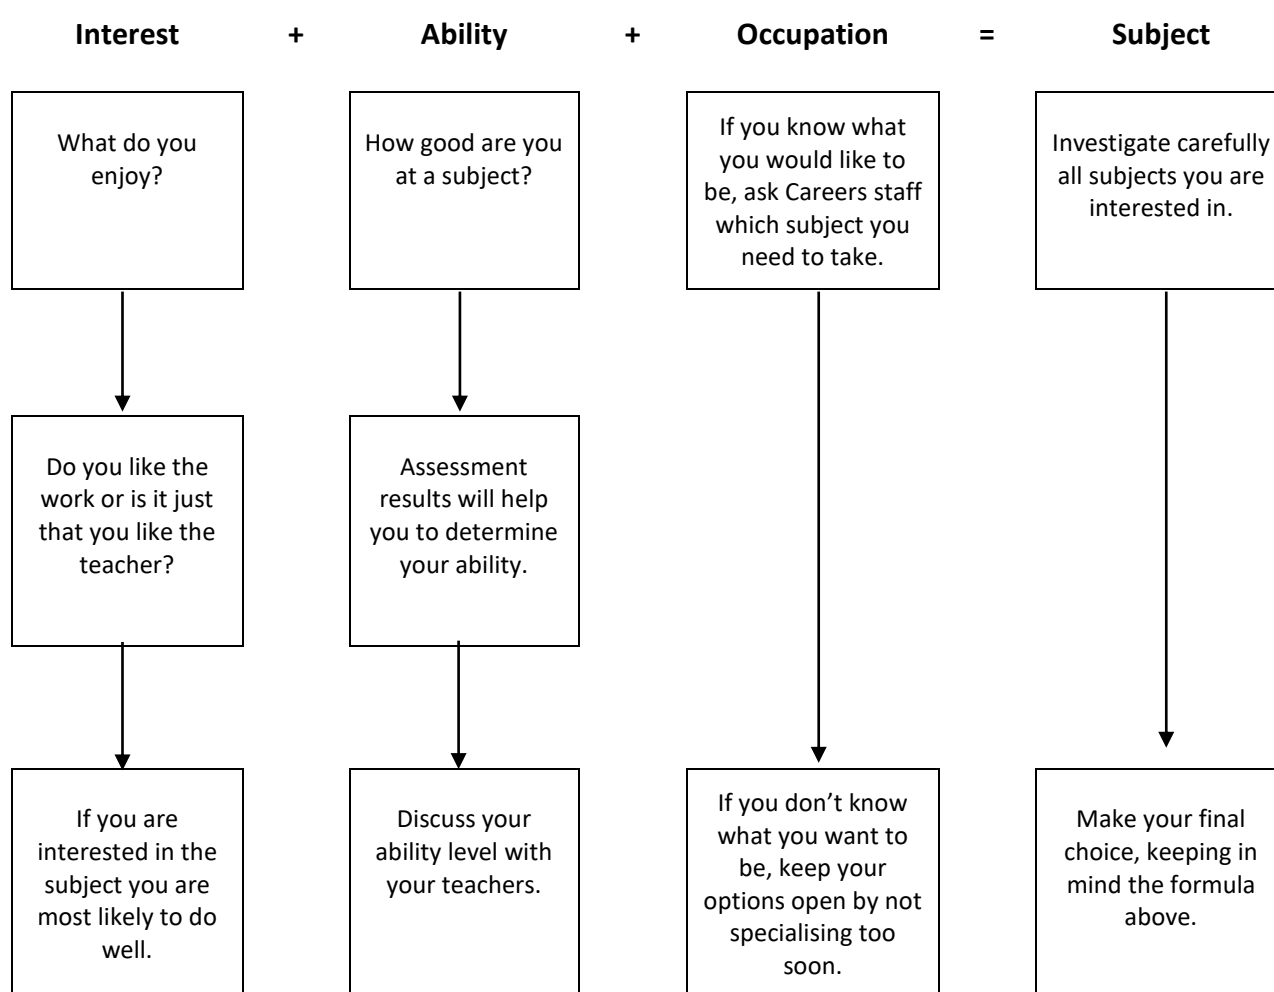 Interest + Ability + Occupation = Subject
What do you
enjoy?
How good are you
at a subject?
If you know what
you would like to
be, ask Careers staff
which subject you
need to take.
Investigate carefully
all subjects you are
interested in.
Do you like the
work or is it just
that you like the
teacher?
Assessment
results will help
you to determine
your ability.
If you are
interested in the
subject you are
most likely to do
well.
Discuss your
ability level with
your teachers.
If you don’t know
what you want to
be, keep your
options open by not
specialising too
soon.
Make your final
choice, keeping in
mind the formula
above.